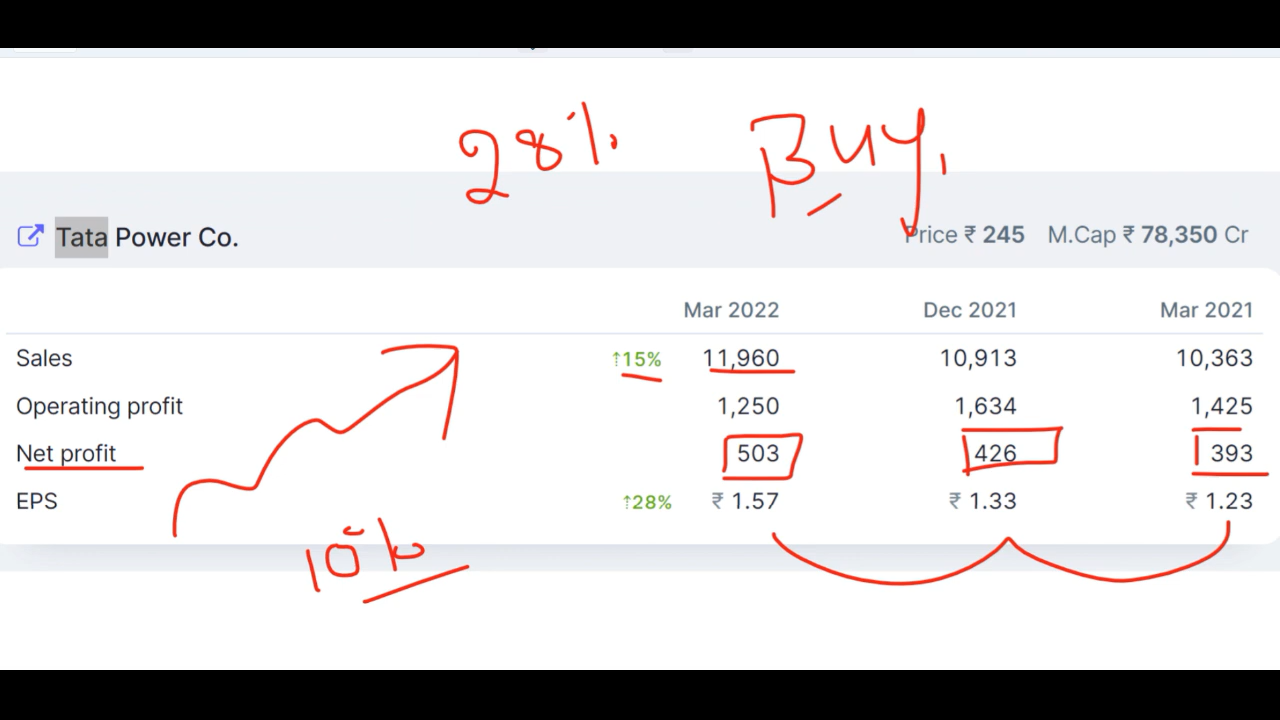 28% Buy.
Tata Power Co. Price ₹ 245 M.Cap ₹ 78,350 Cr
Mar 2022 Dec 2021 Mar 2021
Sales ↑15% 11,960 10,913 10,363
Operating profit 1,250 1,634 1,425
Net profit 503 426 393
EPS ↑28% ₹ 1.57 ₹ 1.33 ₹ 1.23
10%